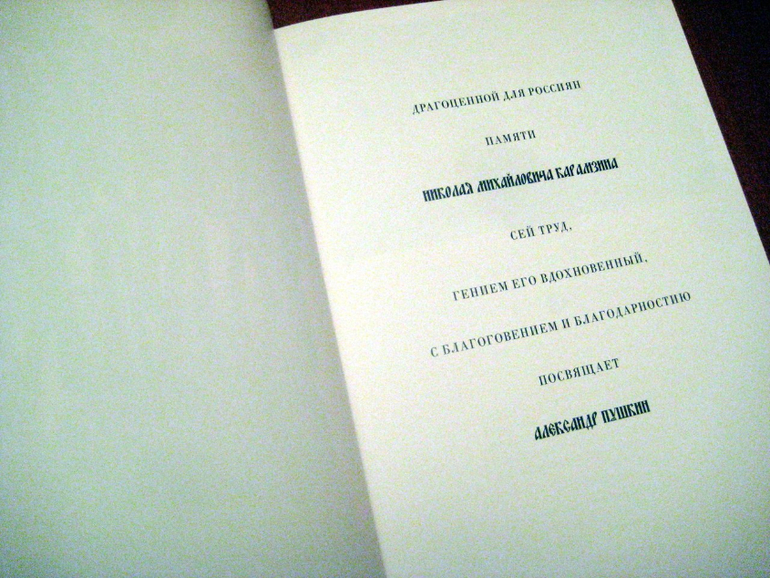 ДРАГОЦЕННОЙ ДЛЯ РОССИЯН
ПАМЯТИ
НИКОЛАЯ МИХАЙЛОВИЧА КАРАМЗИНА
СЕЙ ТРУД,
ГЕНИЕМ ЕГО ВДОХНОВЕННЫЙ,
С БЛАГОГОВЕНИЕМ И БЛАГОДАРНОСТИЮ
ПОСВЯЩАЕТ
АЛЕКСАНДР ПУШКИН